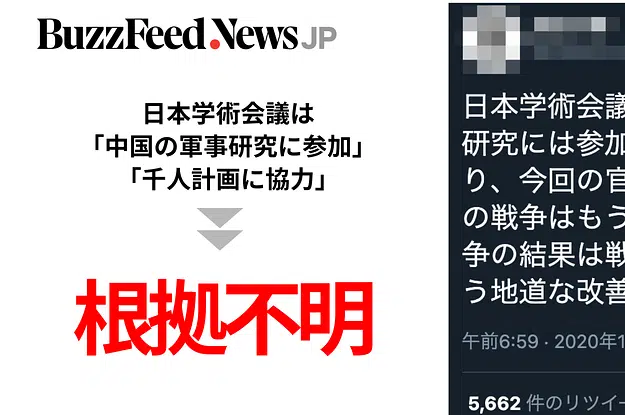 BuzzFeed.News JP
日本学術会議は
「中国の軍事研究に参加」
「千人計画に協力」
根拠不明
日本学術会議
研究には参加
り、今回の官
の戦争はもう
争の結果は戦
う地道な改善
午前6:59 · 2020年1
5,662 件のリツイー